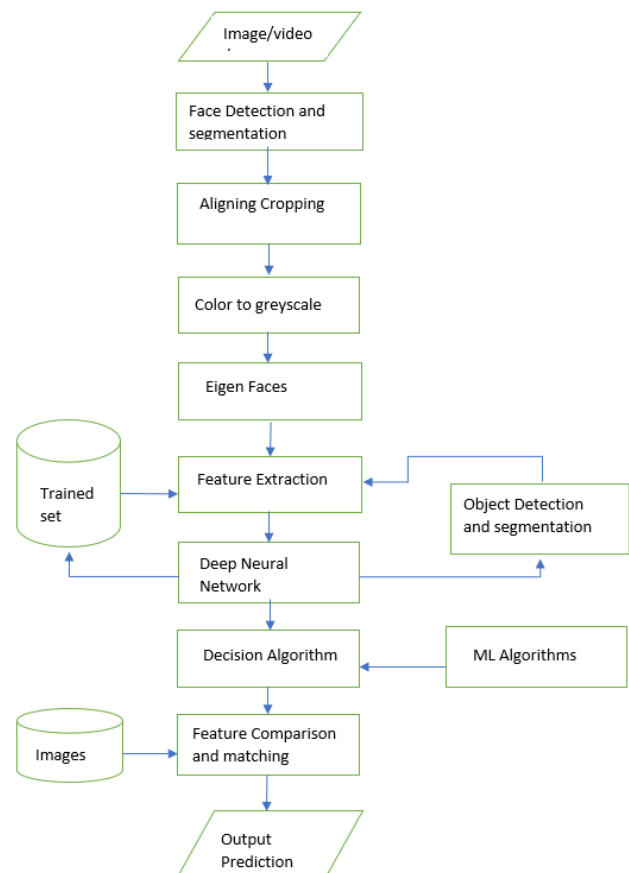 Image/video
Face Detection and
segmentation
Aligning Cropping
Color to greyscale
Eigen Faces
Trained
set
Feature Extraction
Object Detection
and segmentation
Deep Neural
Network
Decision Algorithm
ML Algorithms
Images
Feature Comparison
and matching
Output
Prediction